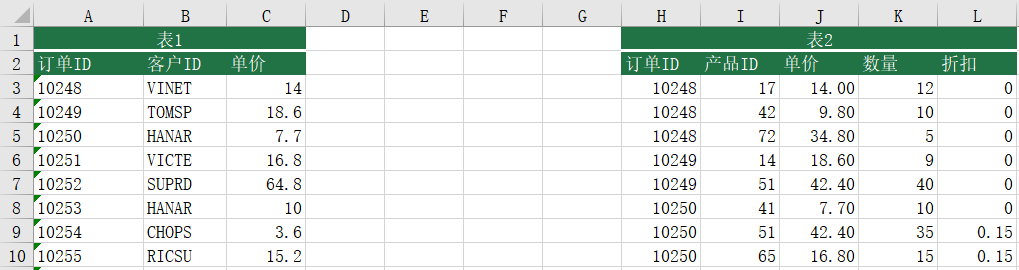 A B C D E F G H I J K L
1 表1 表2
2 订单ID 客户ID 单价 订单ID 产品ID 单价 数量 折扣
3 10248 VINET 14 10248 17 14.00 12 0
4 10249 TOMSP 18.6 10248 42 9.80 10 0
5 10250 HANAR 7.7 10248 72 34.80 5 0
6 10251 VICTE 16.8 10249 14 18.60 9 0
7 10252 SUPRD 64.8 10249 51 42.40 40 0
8 10253 HANAR 10 10250 41 7.70 10 0
9 10254 CHOPS 3.6 10250 51 42.40 35 0.15
10 10255 RICSU 15.2 10250 65 16.80 15 0.15